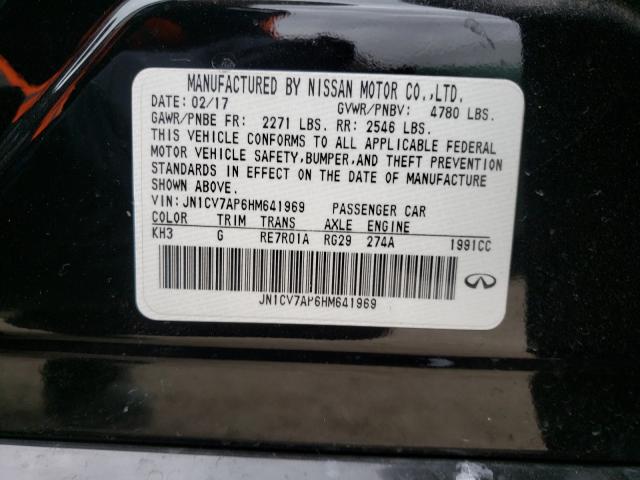 MANUFACTURED BY NISSAN MOTOR CO.,LTD.
DATE: 02/17 GVWR/PNBV: 4780 LBS.
GAWR/PNBE FR: 2271 LBS. RR: 2546 LBS.
THIS VEHICLE CONFORMS TO ALL APPLICABLE FEDERAL
MOTOR VEHICLE SAFETY,BUMPER,AND THEFT PREVENTION
STANDARDS IN EFFECT ON THE DATE OF MANUFACTURE
SHOWN ABOVE.
VIN: JN1CV7AP6HM641969 PASSENGER CAR
COLOR TRIM TRANS AXLE ENGINE
KH3 G RE7R01A RG29 274A 1991CC
JN1CV7AP6HM641969